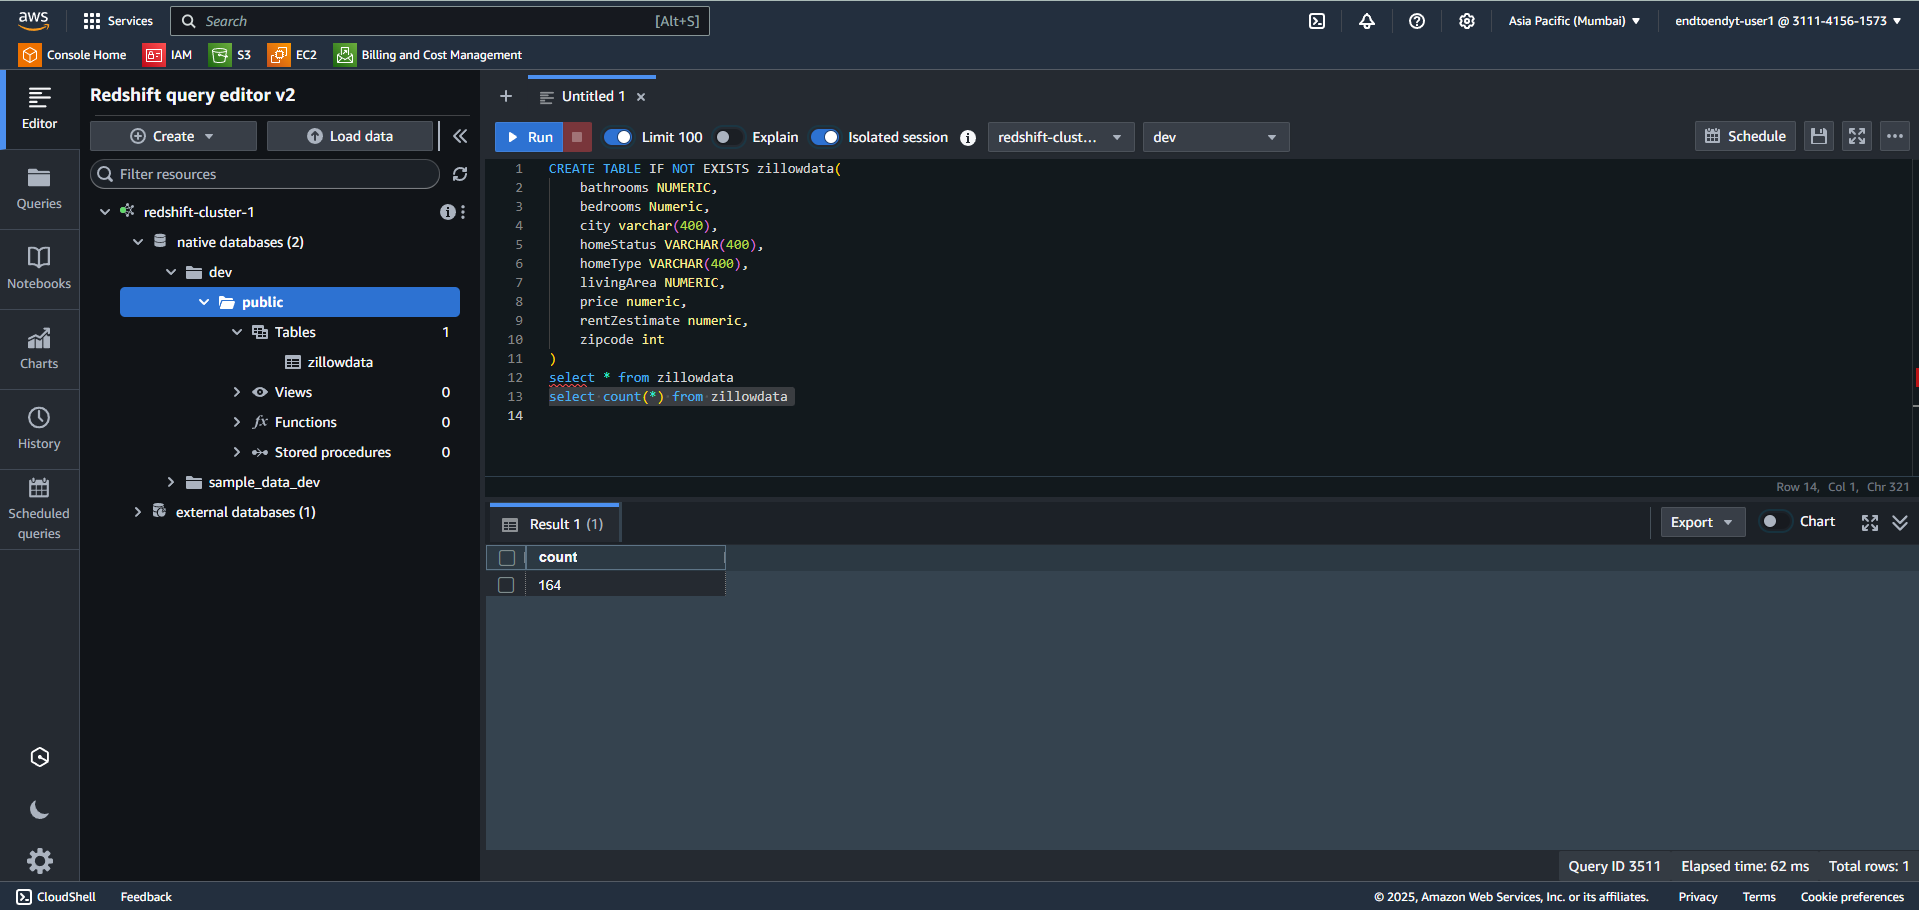 aws
Services
Search
[Alt+S]
Asia Pacific (Mumbai)
endtoendyt-user1 @ 3111-4156-1573
Console Home
IAM
S3
EC2
Billing and Cost Management
Editor
Queries
Notebooks
Charts
History
Scheduled
queries
Redshift query editor v2
Create
Load data
Filter resources
redshift-cluster-1
native databases (2)
dev
public
Tables 1
zillowdata
Views 0
fx Functions 0
Stored procedures 0
sample_data_dev
external databases (1)
Untitled 1
Run
Limit 100
Explain
Isolated session
redshift-clust...
dev
Schedule
1 CREATE TABLE IF NOT EXISTS zillowdata(
2 bathrooms NUMERIC,
3 bedrooms Numeric,
4 city varchar(400),
5 homeStatus VARCHAR(400),
6 homeType VARCHAR(400),
7 livingArea NUMERIC,
8 price numeric,
9 rentZestimate numeric,
10 zipcode int
11 )
12 select * from zillowdata
13 select count(*) from zillowdata
14
Row 14, Col 1, Chr 321
Result 1 (1)
Export
Chart
count
164
Query ID 3511
Elapsed time: 62 ms
Total rows: 1
CloudShell
Feedback
© 2025, Amazon Web Services, Inc. or its affiliates.
Privacy
Terms
Cookie preferences